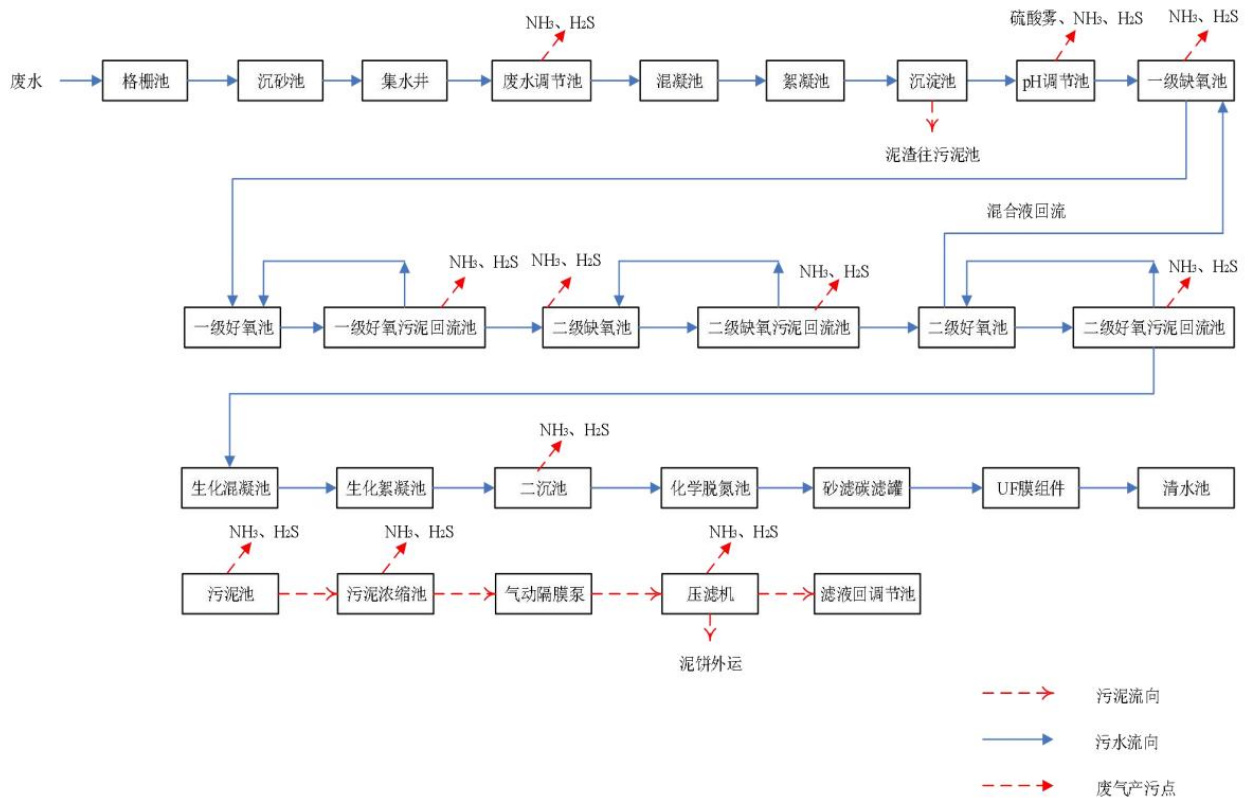 NH₃、H₂S
硫酸雾、NH₃、H₂S
NH₃、H₂S
废水
格栅池
沉砂池
集水井
废水调节池
混凝池
絮凝池
沉淀池
pH调节池
一级缺氧池
泥渣往污泥池
混合液回流
NH₃、H₂S
NH₃、H₂S
NH₃、H₂S
NH₃、H₂S
一级好氧池
一级好氧污泥回流池
二级缺氧池
二级缺氧污泥回流池
二级好氧池
二级好氧污泥回流池
NH₃、H₂S
生化混凝池
生化絮凝池
二沉池
化学脱氮池
砂滤碳滤罐
UF膜组件
清水池
NH₃、H₂S
NH₃、H₂S
NH₃、H₂S
污泥池
污泥浓缩池
气动隔膜泵
压滤机
滤液回调节池
泥饼外运
污泥流向
污水流向
废气产污点